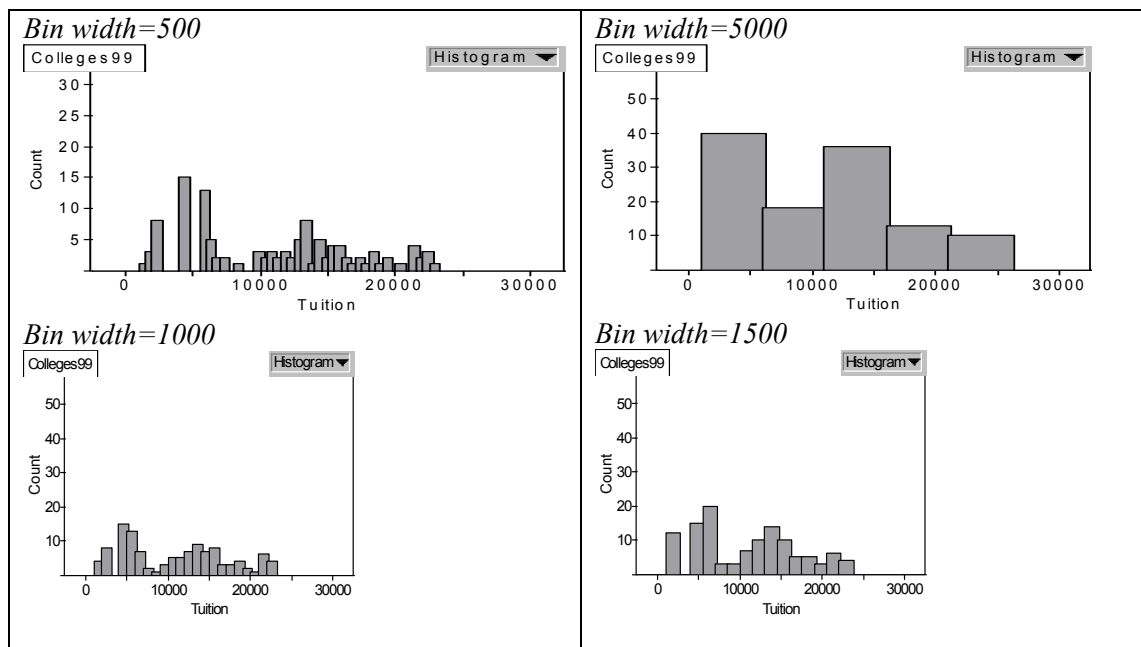 Bin width=500
Colleges99 Histogram
30
25
20
15
10
5
Count
0 10000 20000 30000
Tuition
Bin width=5000
Colleges99 Histogram
50
40
30
20
10
Count
0 10000 20000 30000
Tuition
Bin width=1000
Colleges99 Histogram
50
40
30
20
10
Count
0 10000 20000 30000
Tuition
Bin width=1500
Colleges99 Histogram
50
40
30
20
10
Count
0 10000 20000 30000
Tuition